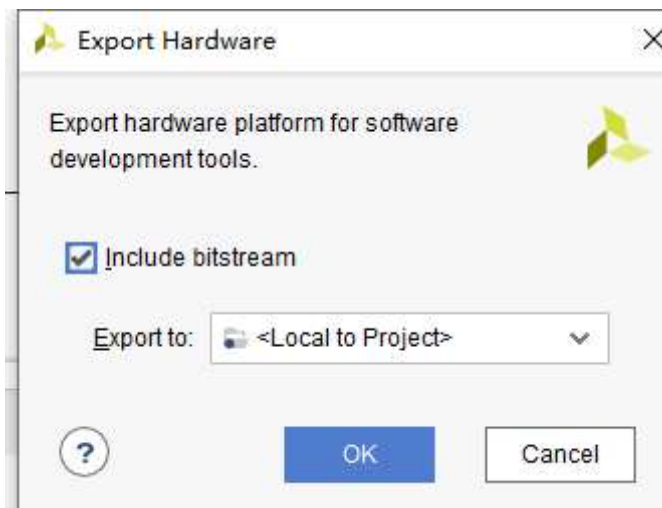 Export Hardware
Export hardware platform for software
development tools.
Include bitstream
Export to: <Local to Project>
? OK Cancel